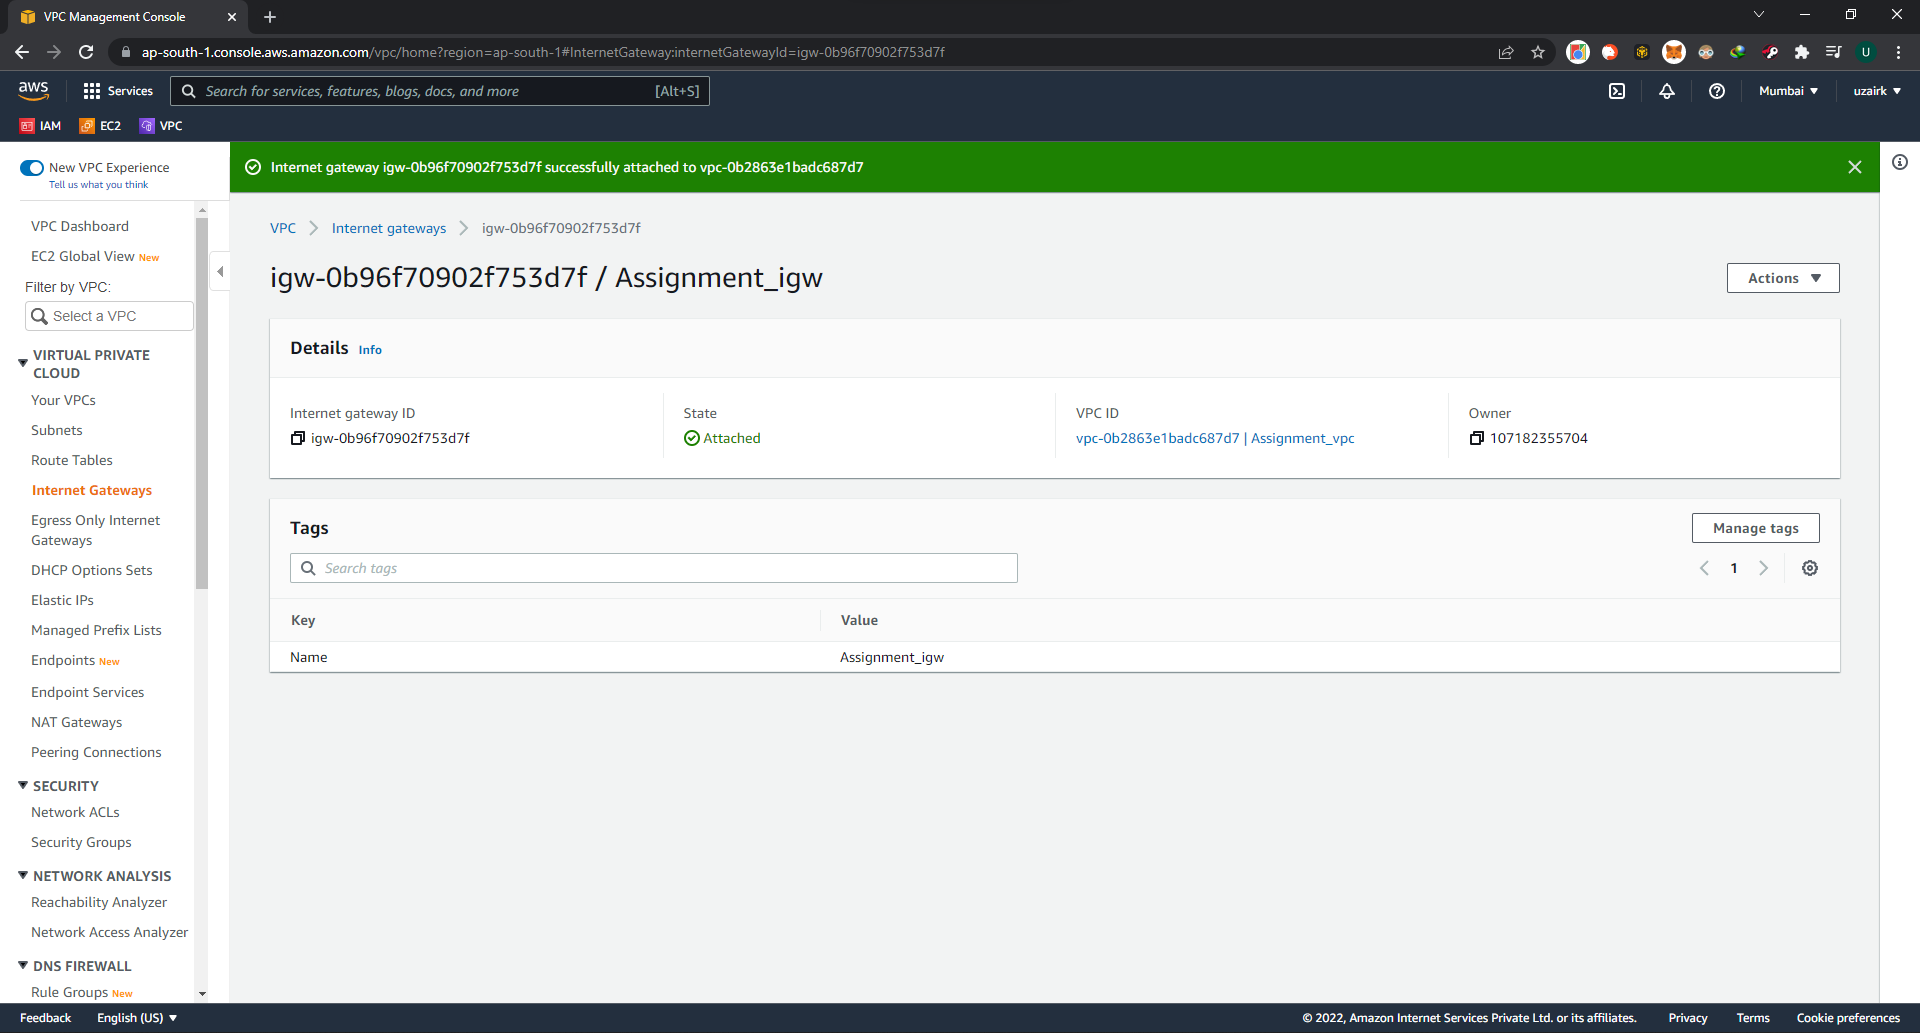 VPC Management Console
ap-south-1.console.aws.amazon.com/vpc/home?region=ap-south-1#InternetGateway:internetGatewayId=igw-0b96f70902f753d7f
U
aws
Services
Search for services, features, blogs, docs, and more
[Alt+S]
Mumbai
uzairk
IAM
EC2
VPC
New VPC Experience
Tell us what you think
Internet gateway igw-0b96f70902f753d7f successfully attached to vpc-0b2863e1badc687d7
VPC Dashboard
EC2 Global View New
Filter by VPC:
Select a VPC
VIRTUAL PRIVATE
CLOUD
Your VPCs
Subnets
Route Tables
Internet Gateways
Egress Only Internet
Gateways
DHCP Options Sets
Elastic IPs
Managed Prefix Lists
Endpoints New
Endpoint Services
NAT Gateways
Peering Connections
SECURITY
Network ACLs
Security Groups
NETWORK ANALYSIS
Reachability Analyzer
Network Access Analyzer
DNS FIREWALL
Rule Groups New
VPC
Internet gateways
igw-0b96f70902f753d7f
igw-0b96f70902f753d7f / Assignment_igw
Actions
Details Info
Internet gateway ID
igw-0b96f70902f753d7f
State
Attached
VPC ID
vpc-0b2863e1badc687d7 | Assignment_vpc
Owner
107182355704
Tags
Manage tags
Search tags
1
Key
Value
Name
Assignment_igw
Feedback
English (US)
© 2022, Amazon Internet Services Private Ltd. or its affiliates.
Privacy
Terms
Cookie preferences